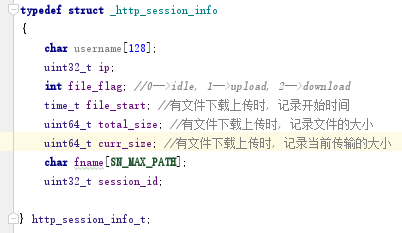 typedef struct _http_session_info
{
char username[128];
uint32_t ip;
int file_flag; //0——>idle, 1——>upload, 2——>download
time_t file_start; //有文件下载上传时, 记录开始时间
uint64_t total_size; //有文件下载上传时, 记录文件的大小
uint64_t curr_size; //有文件下载上传时, 记录当前传输的大小
char fname[SN_MAX_PATH];
uint32_t session_id;
} http_session_info_t;